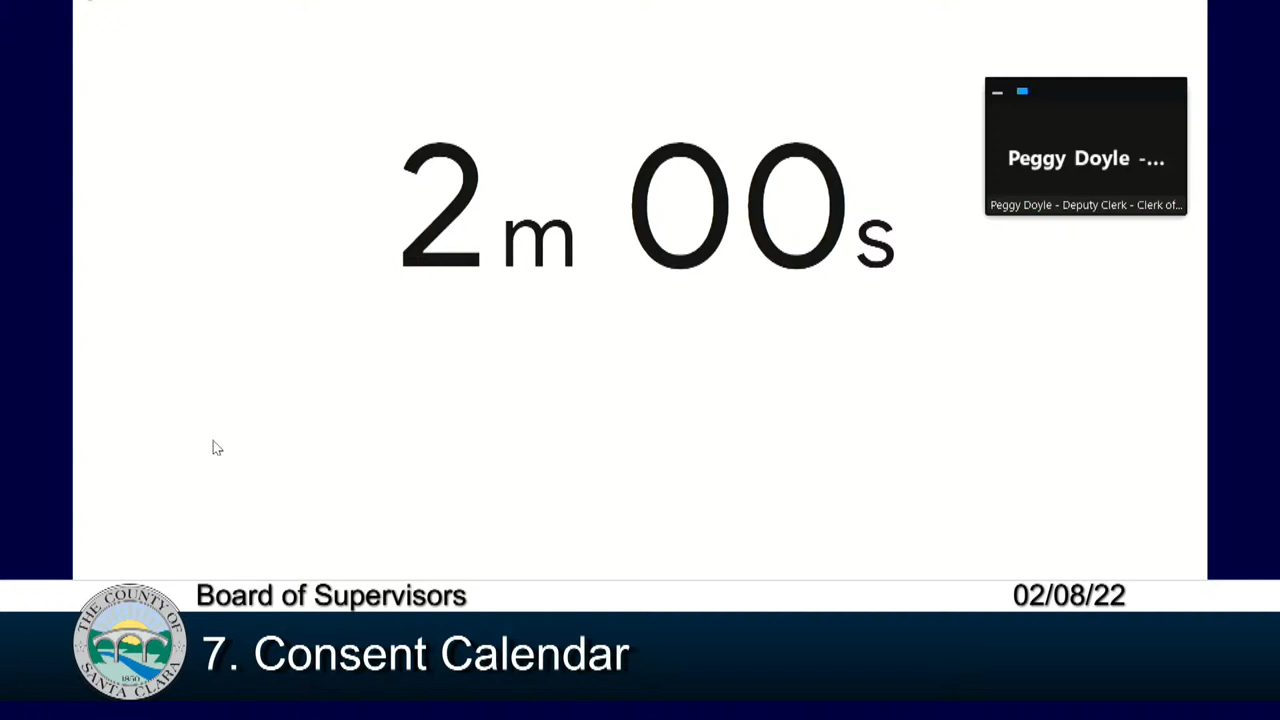 2m 00s
Peggy Doyle -...
Peggy Doyle - Deputy Clerk - Clerk of...
Board of Supervisors
02/08/22
THE COUNTY OF
SANTA CLARA
1850
7. Consent Calendar